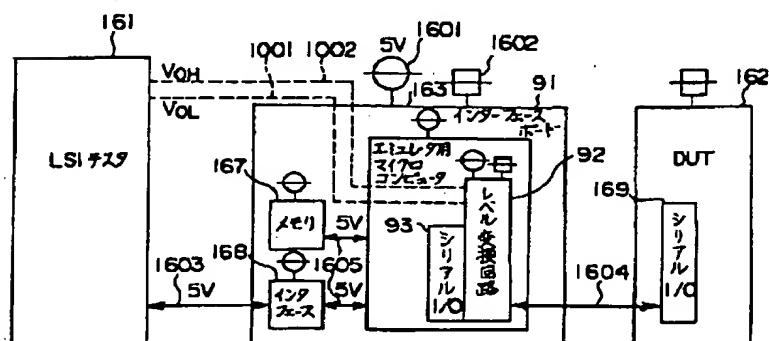 161
1001
1002
5V
1601
1602
163
91
162
VOH
VOL
インターフェース
ボード
LSIテスタ
エミュレータ用
マイクロ
コンピュータ
92
DUT
167
メモリ
5V
93
シリアル
I/O
レベル変換回路
169
シリアル
I/O
1603
5V
168
インタ
フェース
1605
5V
1604